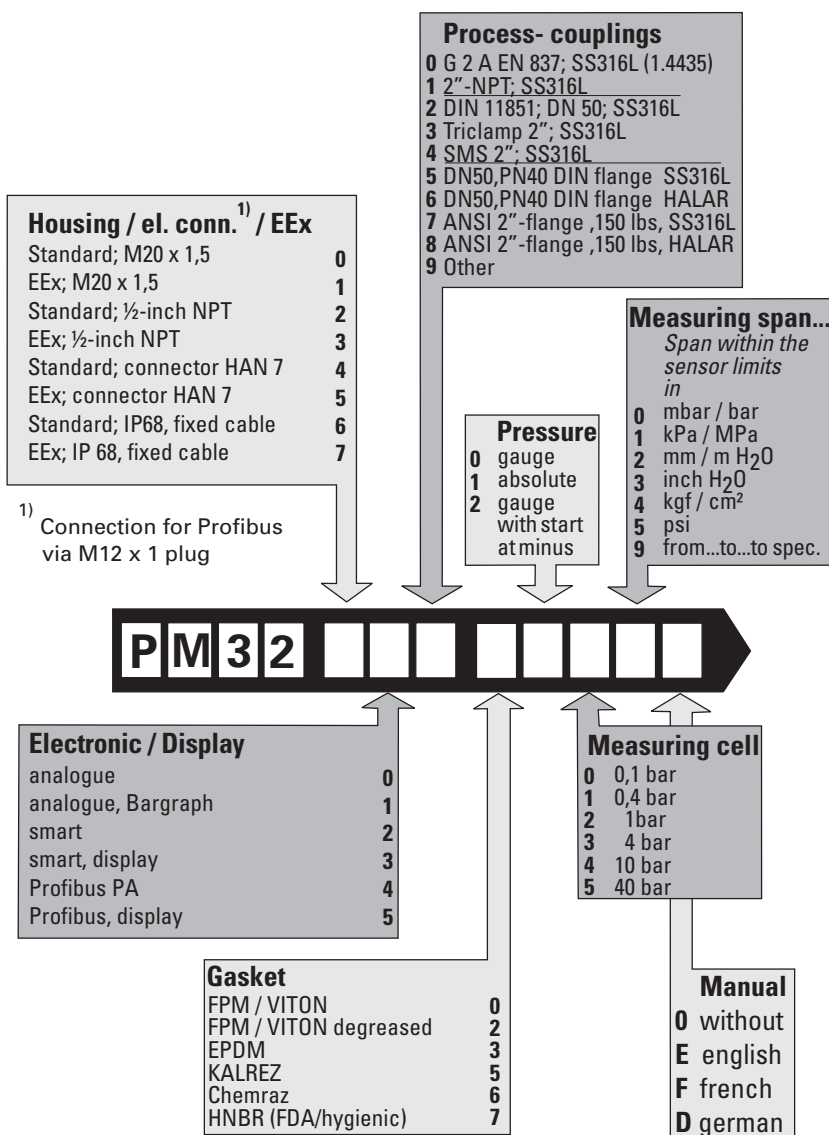 Process- couplings
0 G 2 A EN 837; SS316L (1.4435)
1 2"-NPT; SS316L
2 DIN 11851; DN 50; SS316L
3 Triclamp 2"; SS316L
4 SMS 2"; SS316L
5 DN50,PN40 DIN flange SS316L
6 DN50,PN40 DIN flange HALAR
7 ANSI 2"-flange ,150 lbs, SS316L
8 ANSI 2"-flange ,150 lbs, HALAR
9 Other
Housing / el. conn. 1) / EEx
Standard; M20 x 1,5 0
EEx; M20 x 1,5 1
Standard; ½-inch NPT 2
EEx; ½-inch NPT 3
Standard; connector HAN 7 4
EEx; connector HAN 7 5
Standard; IP68, fixed cable 6
EEx; IP 68, fixed cable 7
1) Connection for Profibus
via M12 x 1 plug
Pressure
0 gauge
1 absolute
2 gauge
with start
at minus
Measuring span...
Span within the
sensor limits
in
0 mbar / bar
1 kPa / MPa
2 mm / m H2O
3 inch H2O
4 kgf / cm²
5 psi
9 from...to...to spec.
PM32
Electronic / Display
analogue 0
analogue, Bargraph 1
smart 2
smart, display 3
Profibus PA 4
Profibus, display 5
Measuring cell
0 0,1 bar
1 0,4 bar
2 1bar
3 4 bar
4 10 bar
5 40 bar
Gasket
FPM / VITON 0
FPM / VITON degreased 2
EPDM 3
KALREZ 5
Chemraz 6
HNBR (FDA/hygienic) 7
Manual
0 without
E english
F french
D german